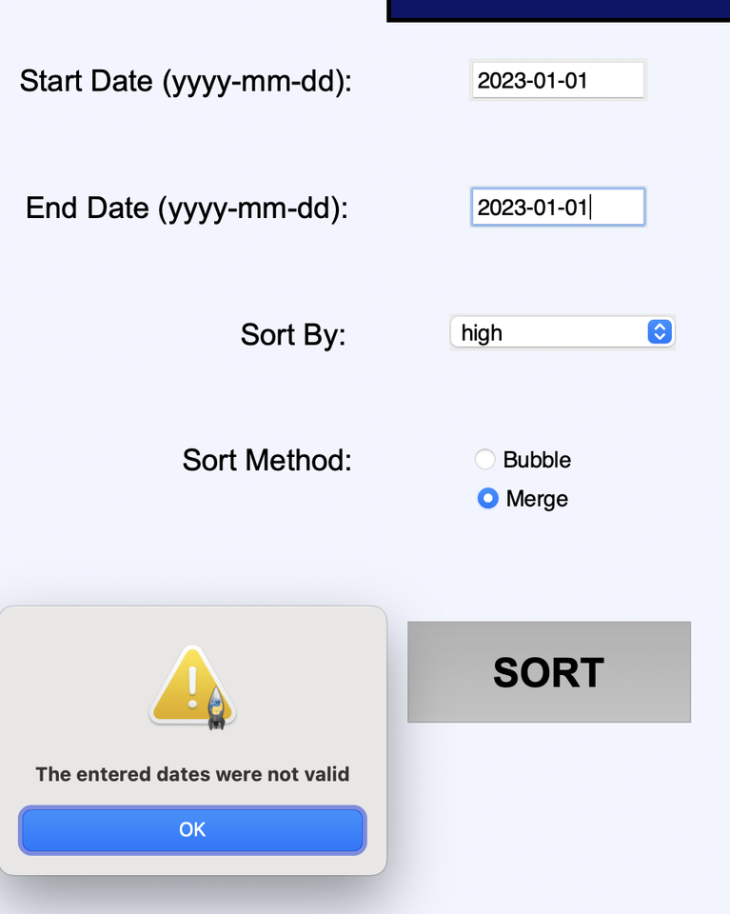 Start Date (yyyy-mm-dd): 2023-01-01
End Date (yyyy-mm-dd): 2023-01-01
Sort By: high
Sort Method: Bubble
Merge
SORT
The entered dates were not valid
OK